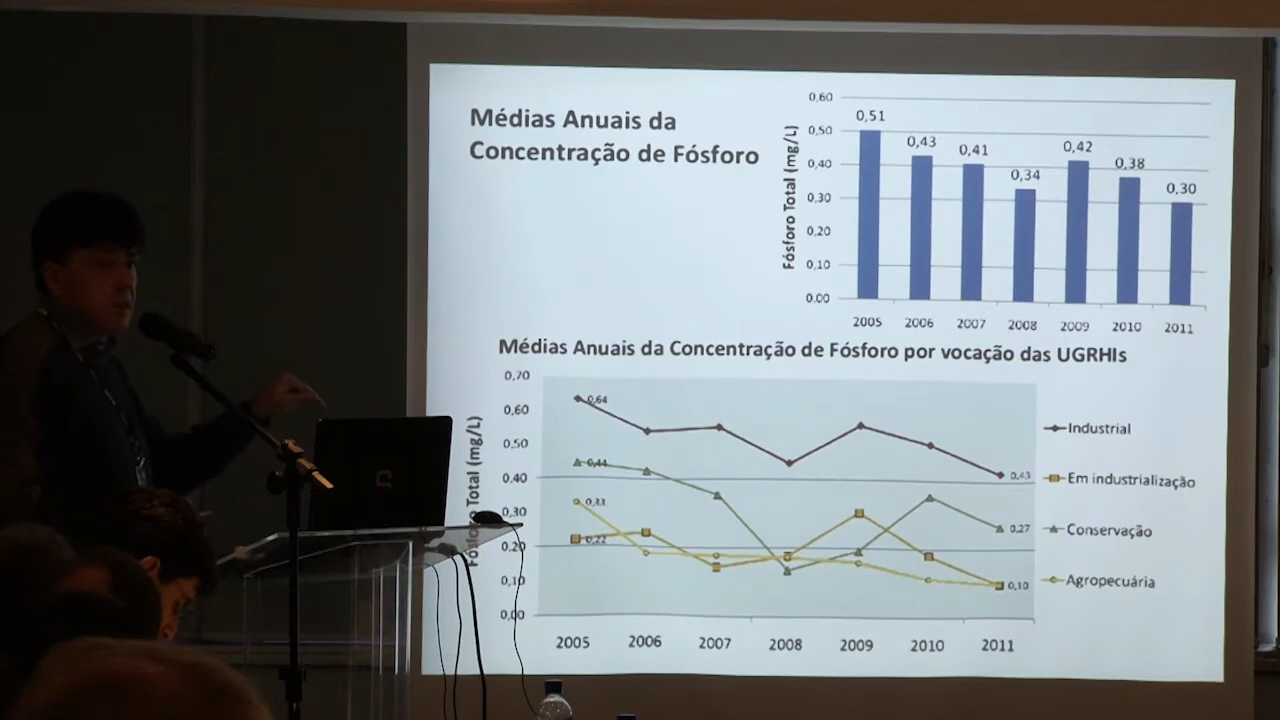 Médias Anuais da
Concentração de Fósforo
Fósforo Total (mg/L)
0,60
0,50
0,40
0,30
0,20
0,10
0,00
0,51
0,43
0,41
0,34
0,42
0,38
0,30
2005 2006 2007 2008 2009 2010 2011
Médias Anuais da Concentração de Fósforo por vocação das UGRHIs
Fósforo Total (mg/L)
0,70
0,60
0,50
0,40
0,30
0,20
0,10
0,00
0,64
0,44
0,33
0,22
0,43
0,27
0,10
2005 2006 2007 2008 2009 2010 2011
Industrial
Em industrialização
Conservação
Agropecuária